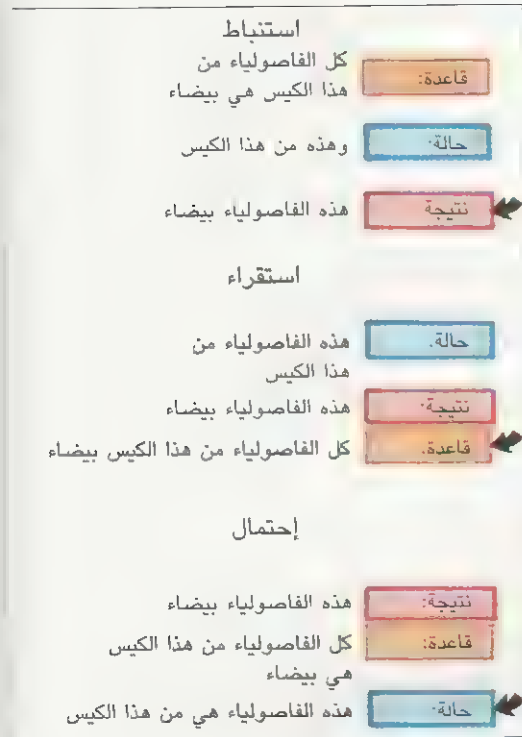 استنباط
قاعدة: كل الفاصولياء من
هذا الكيس هي بيضاء
حالة: وهذه من هذا الكيس
نتيجة هذه الفاصولياء بيضاء
استقراء
حالة. هذه الفاصولياء من
هذا الكيس
نتيجة: هذه الفاصولياء بيضاء
قاعدة. كل الفاصولياء من هذا الكيس بيضاء
إحتمال
نتيجة: هذه الفاصولياء بيضاء
قاعدة: كل الفاصولياء من هذا الكيس
هي بيضاء
حالة: هذه الفاصولياء هي من هذا الكيس